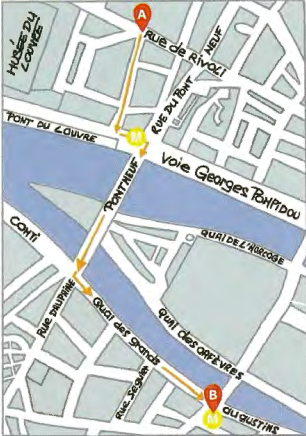 A
MUSÉE DU
LOUVRE
RUE de RIVOLI
RUE DU PONT NEUF
PONT DU LOUVRE
M
Voie Georges POMPIDOU
PONT NEUF
CONTI
QUAI DE L'HORLOGE
RUE DAUPHINE
Quai des grands augustins
Quai des ORFÈVRES
Rue Séguier
B
M